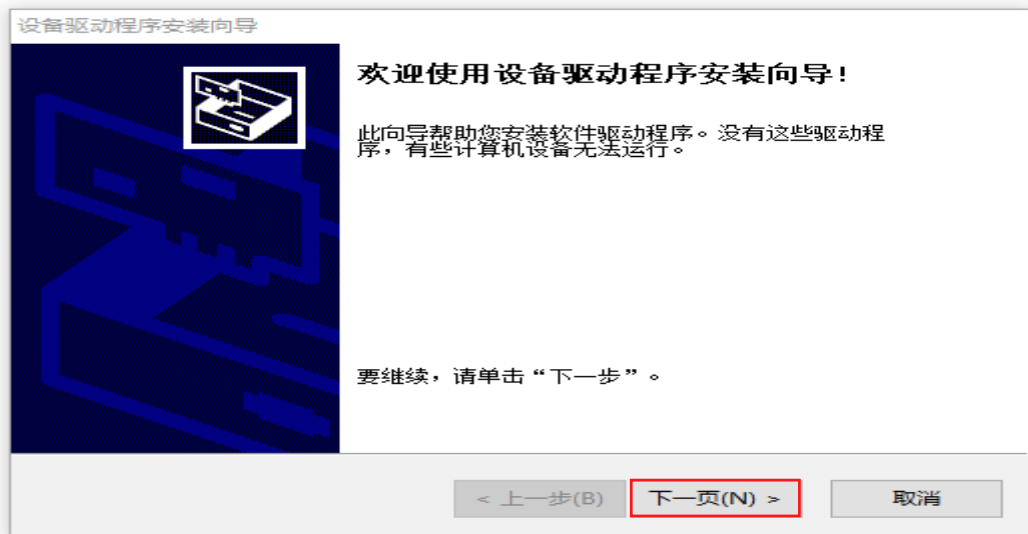 设备驱动程序安装向导
欢迎使用设备驱动程序安装向导!
此向导帮助您安装软件驱动程序。没有这些驱动程
序，有些计算机设备无法运行。
要继续，请单击“下一步”。
< 上一步(B)
下一页(N) >
取消